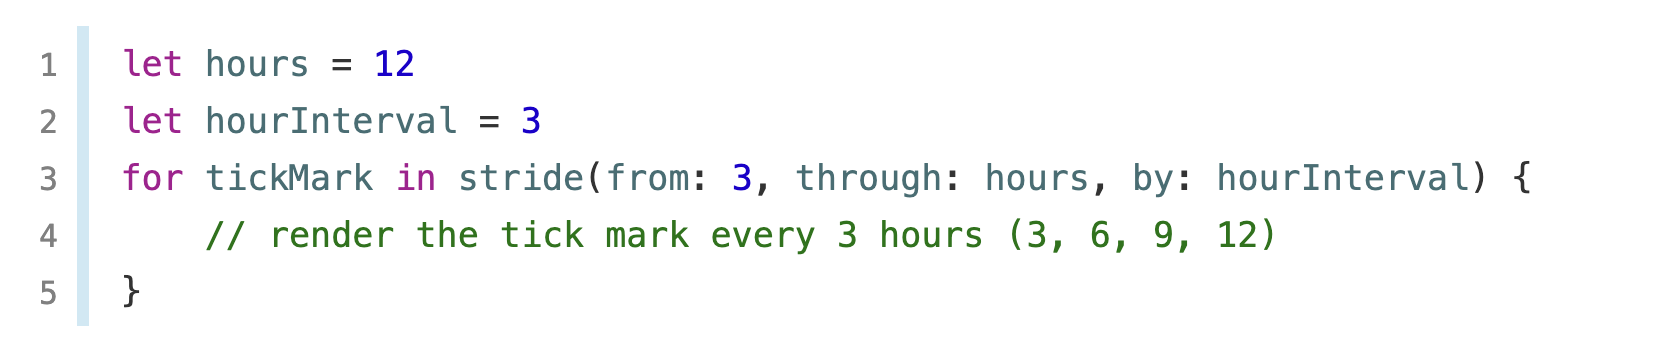 1 let hours = 12
2 let hourInterval = 3
3 for tickMark in stride(from: 3, through: hours, by: hourInterval) {
4     // render the tick mark every 3 hours (3, 6, 9, 12)
5 }